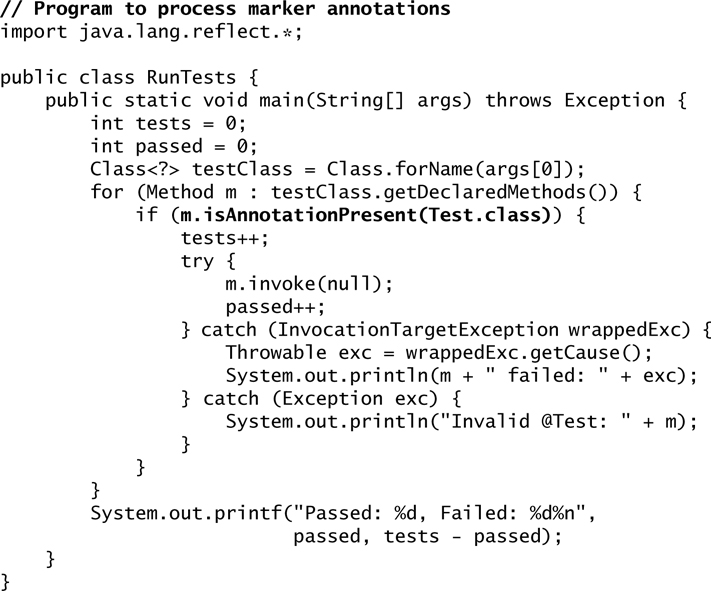 // Program to process marker annotations
import java.lang.reflect.*;

public class RunTests {
    public static void main(String[] args) throws Exception {
        int tests = 0;
        int passed = 0;
        Class<?> testClass = Class.forName(args[0]);
        for (Method m : testClass.getDeclaredMethods()) {
            if (m.isAnnotationPresent(Test.class)) {
                tests++;
                try {
                    m.invoke(null);
                    passed++;
                } catch (InvocationTargetException wrappedExc) {
                    Throwable exc = wrappedExc.getCause();
                    System.out.println(m + " failed: " + exc);
                } catch (Exception exc) {
                    System.out.println("Invalid @Test: " + m);
                }
            }
        }
        System.out.printf("Passed: %d, Failed: %d%n",
                          passed, tests - passed);
    }
}